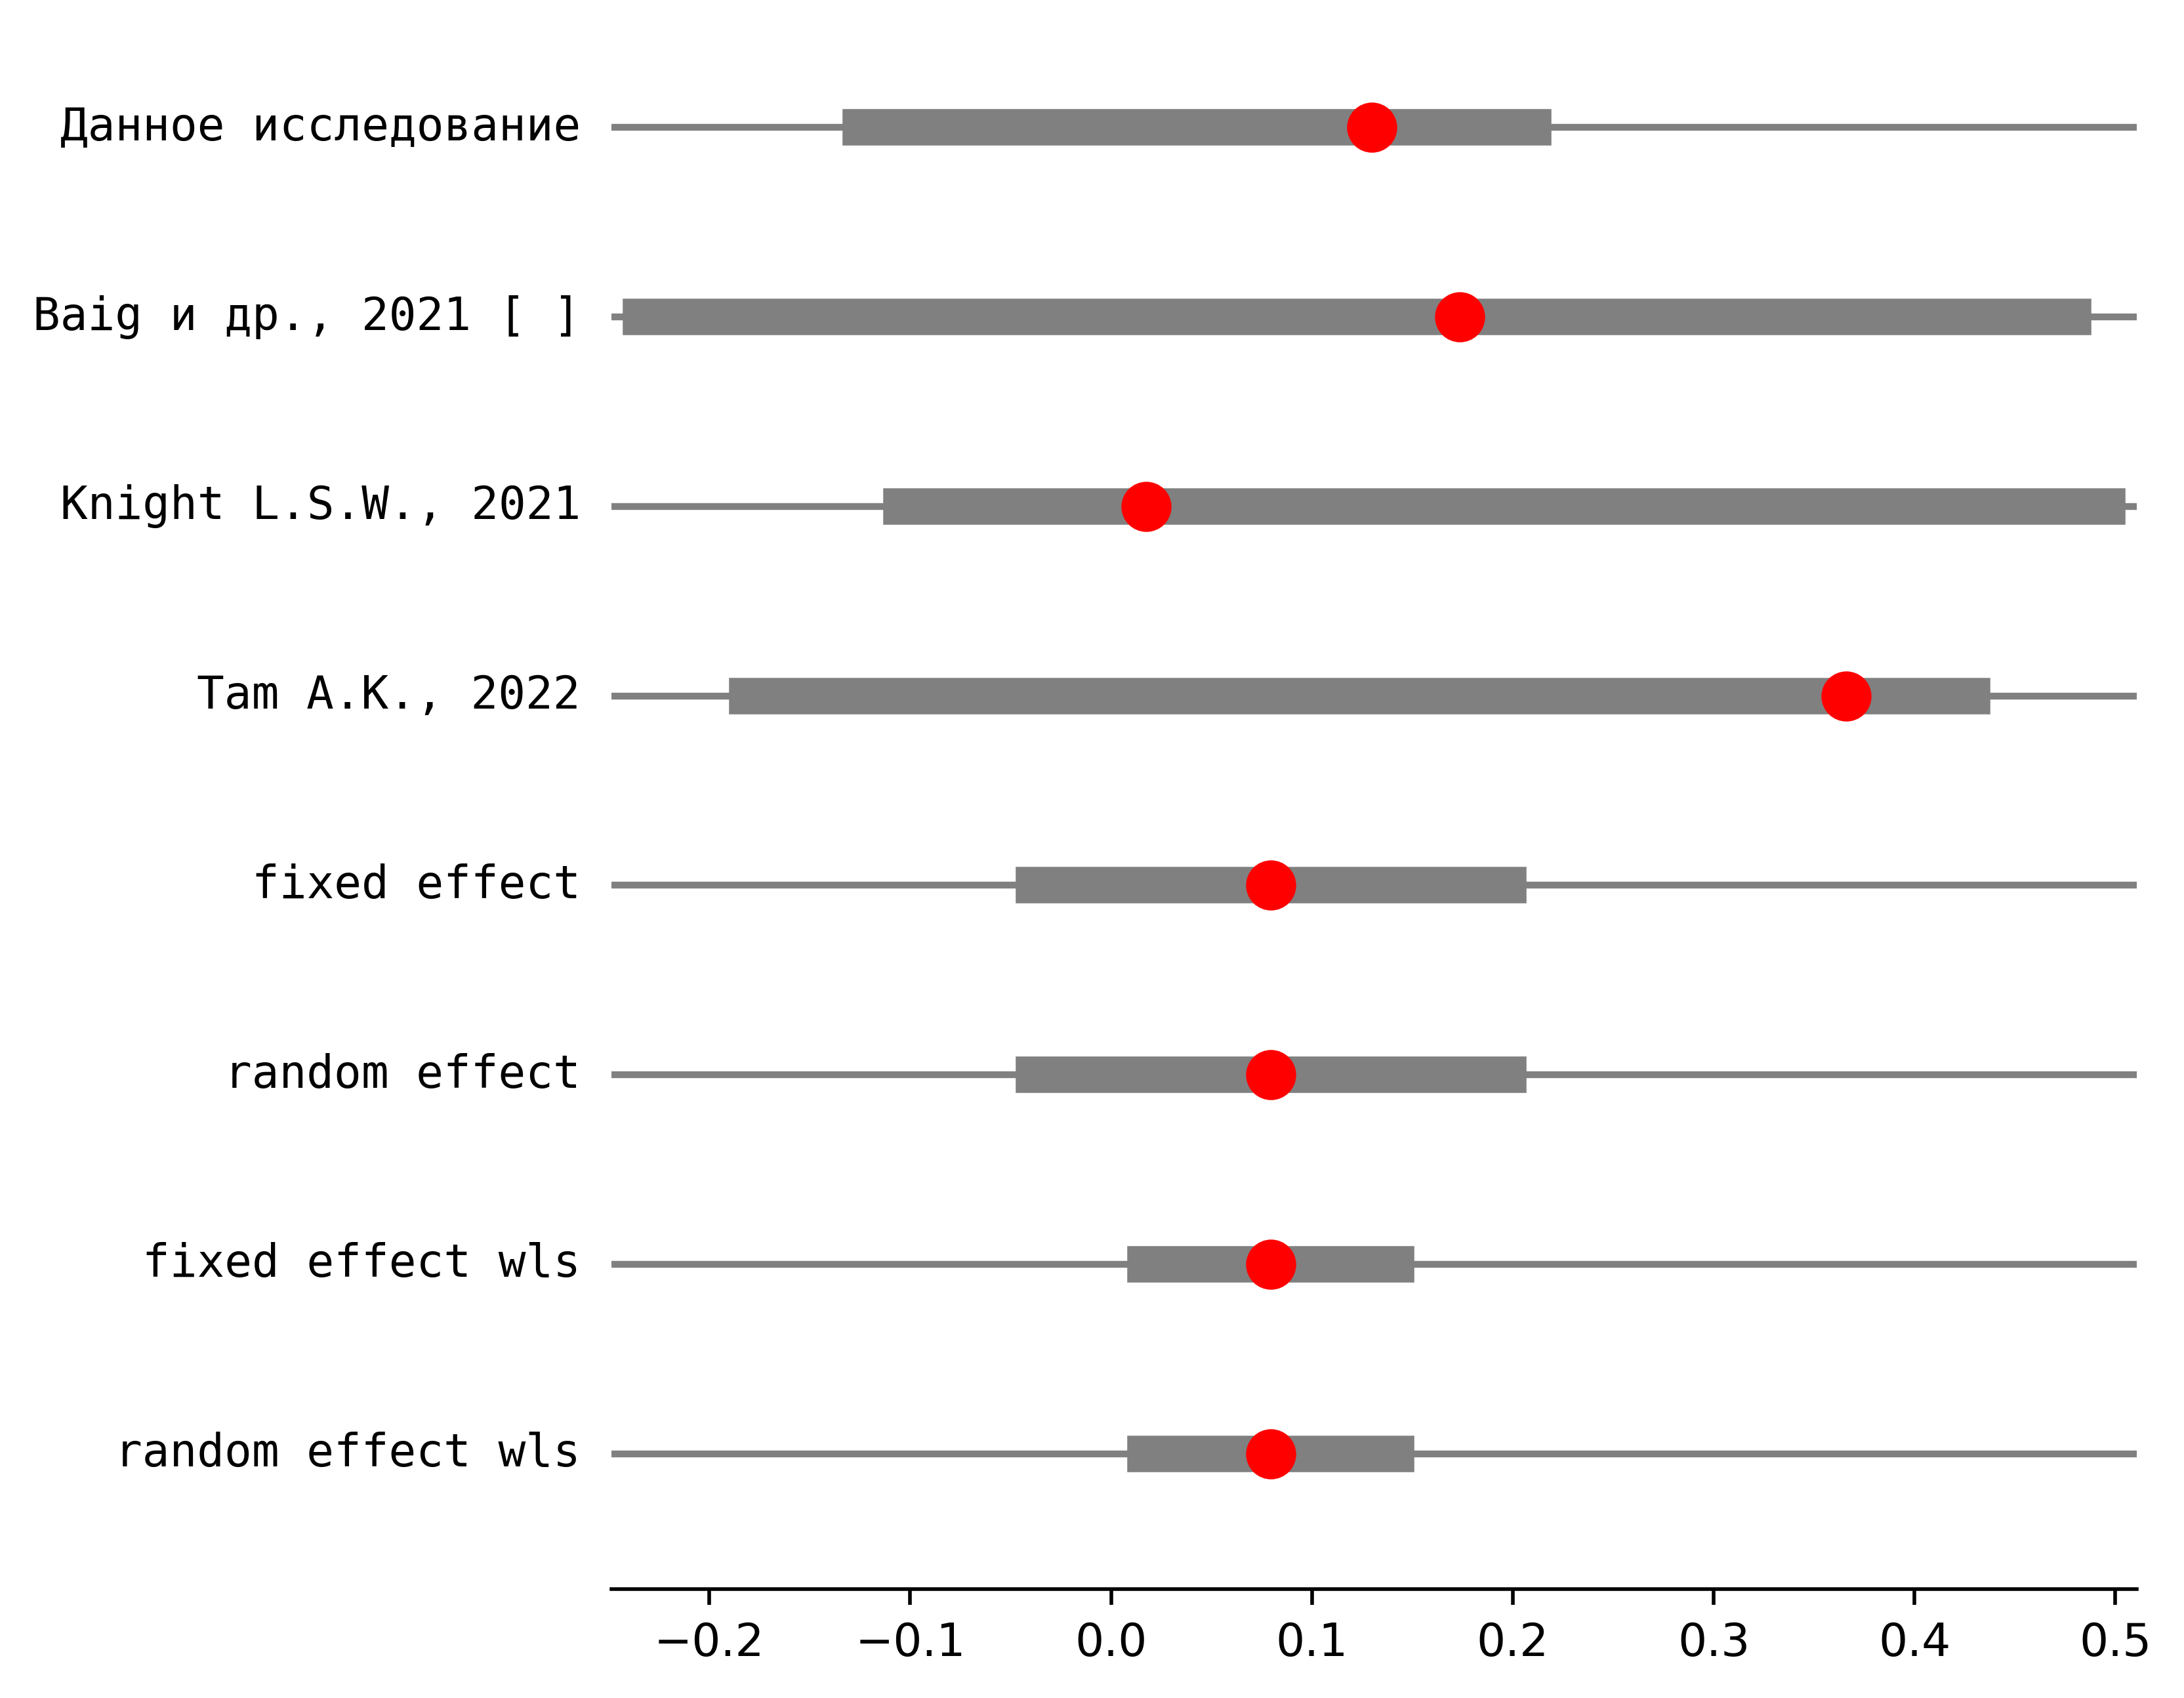 Данное исследование
Baig и др., 2021 [ ]
Knight L.S.W., 2021
Tam A.K., 2022
fixed effect
random effect
fixed effect wls
random effect wls
−0.2 −0.1 0.0 0.1 0.2 0.3 0.4 0.5